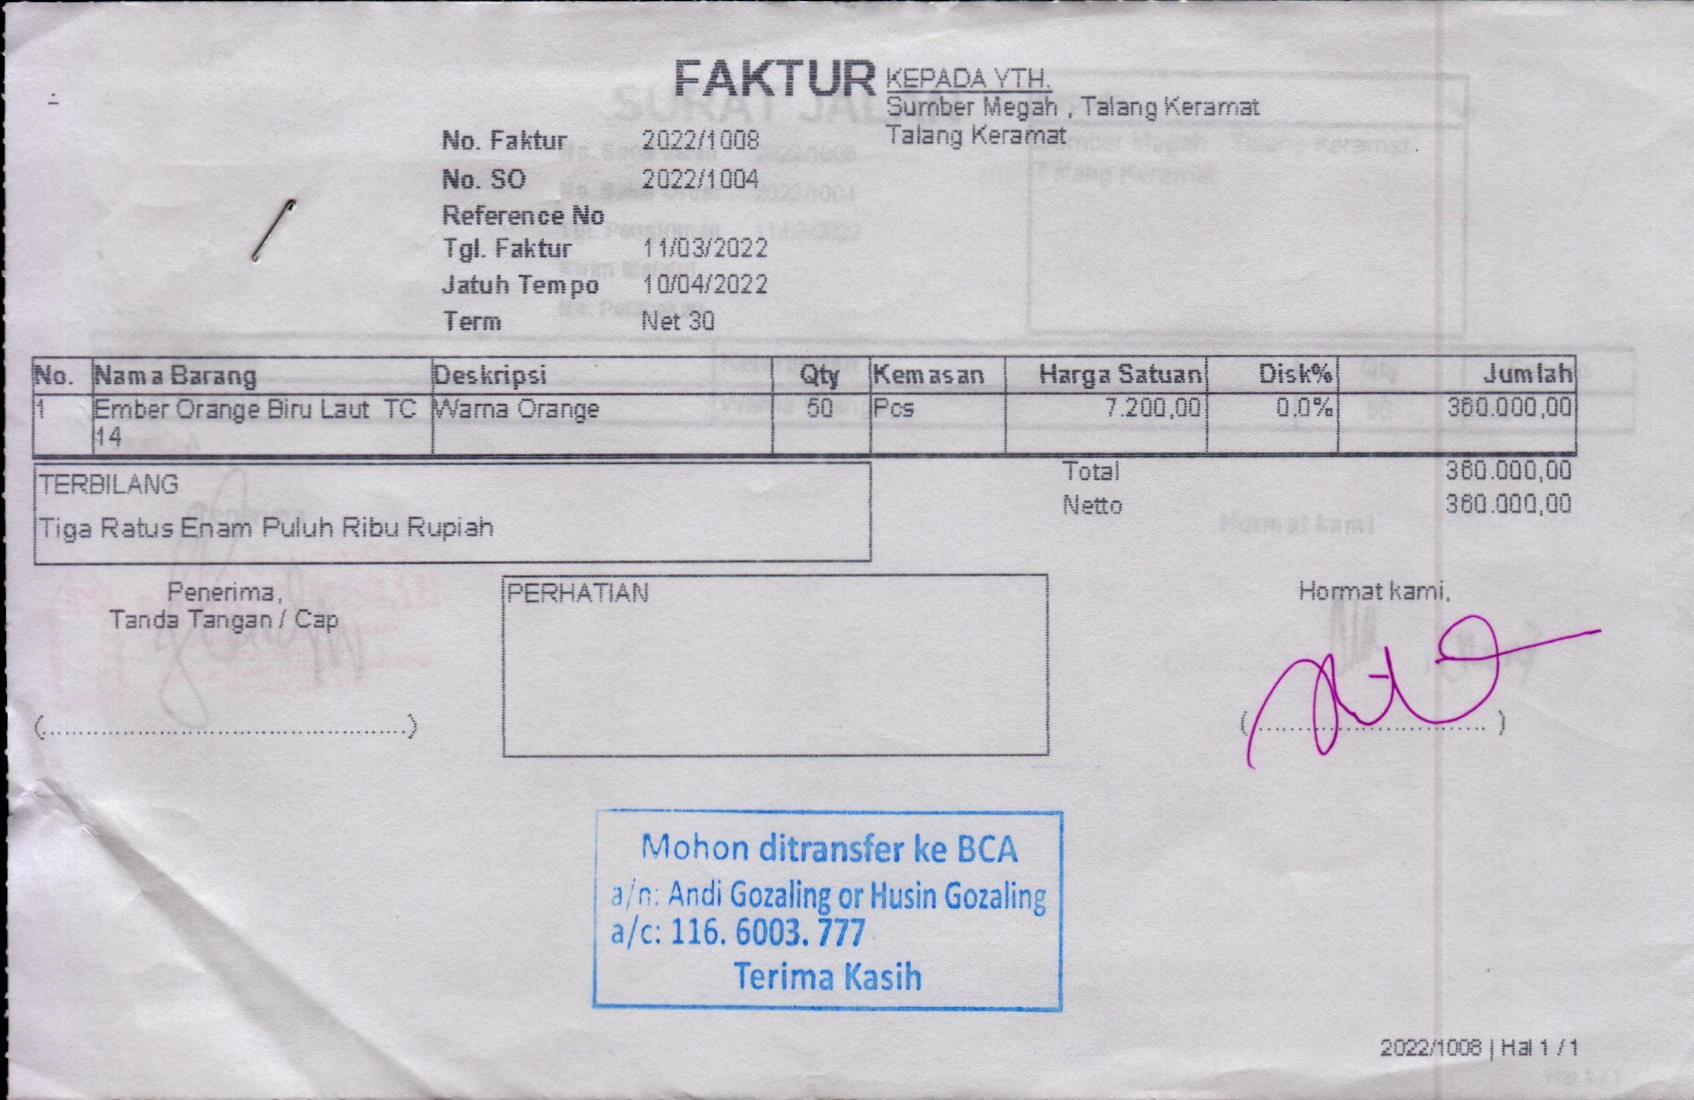 FAKTUR
KEPADA YTH.
Sumber Megah , Talang Keramat
Talang Keramat
No. Faktur 2022/1008
No. SO 2022/1004
Reference No
Tgl. Faktur 11/03/2022
Jatuh Tempo 10/04/2022
Term Net 30
No. Nama Barang Deskripsi Qty Kemasan Harga Satuan Disk% Jumlah
1 Ember Orange Biru Laut TC Warna Orange 50 Pcs 7.200,00 0.0% 360.000,00
14
TERBILANG
Tiga Ratus Enam Puluh Ribu Rupiah
Total 360.000,00
Netto 360.000,00
Penerima,
Tanda Tangan / Cap
PERHATIAN
Hormat kami,
Mohon ditransfer ke BCA
a/n: Andi Gozaling or Husin Gozaling
a/c: 116. 6003. 777
Terima Kasih
2022/1008 | Hal 1 / 1